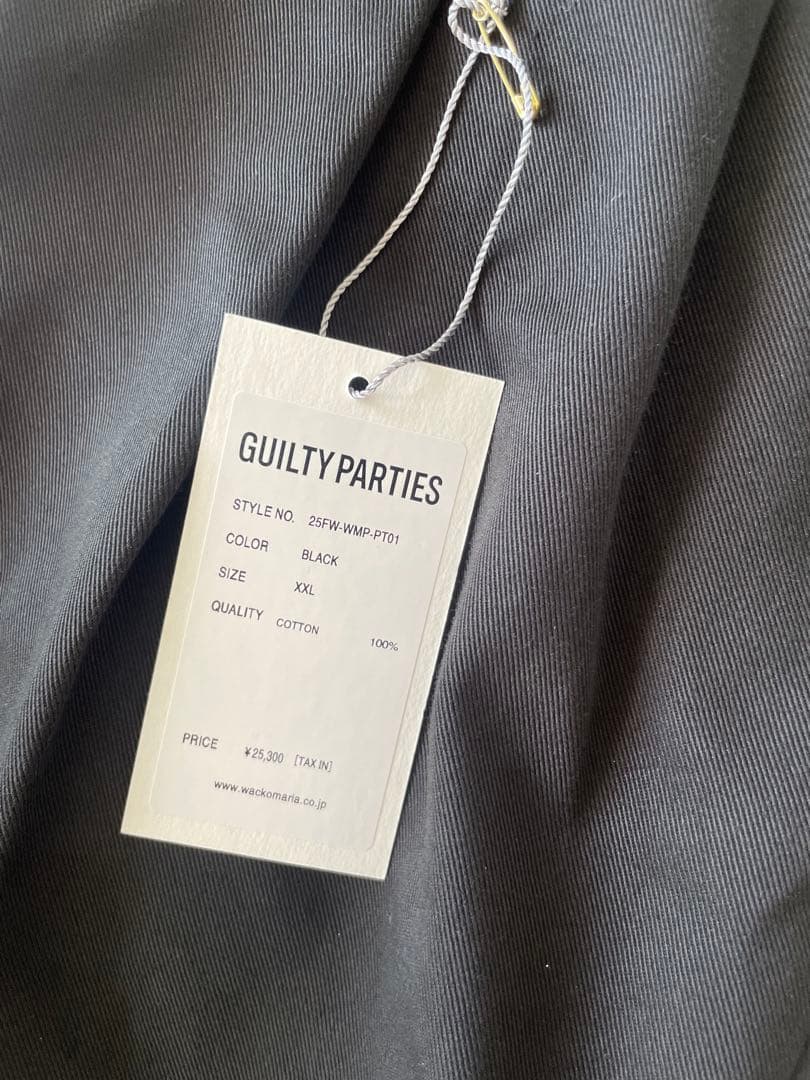 GUILTY PARTIES
STYLE NO. 25FW-WMP-PT01
COLOR BLACK
SIZE XXL
QUALITY COTTON 100%
PRICE ¥25,300 [TAX IN]
www.wackomaria.co.jp